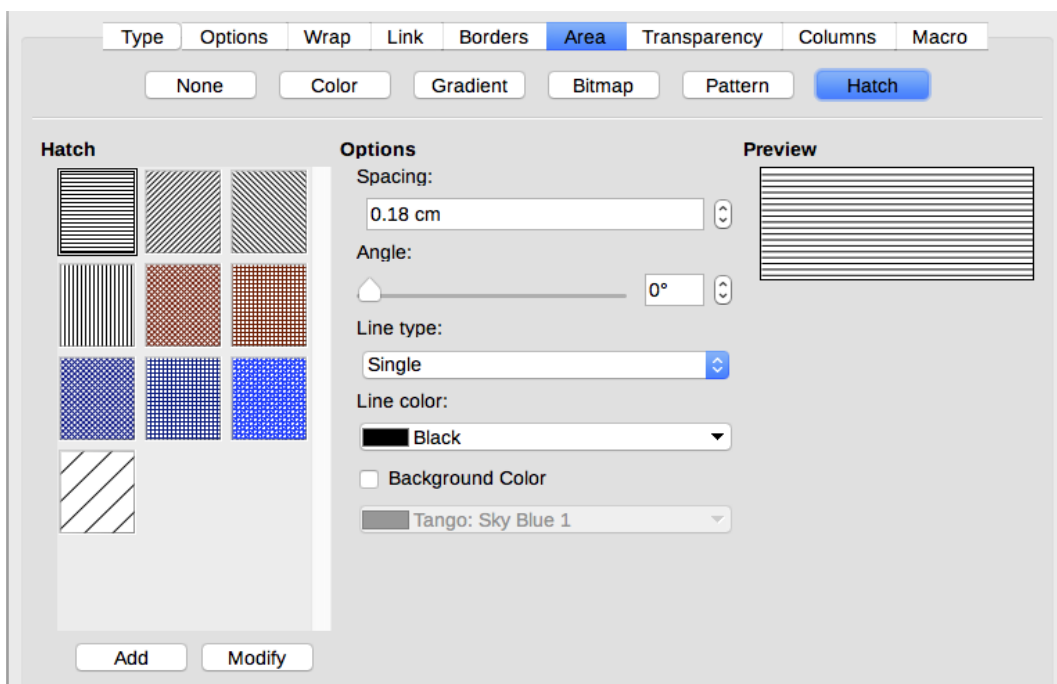 Type Options Wrap Link Borders Area Transparency Columns Macro
None Color Gradient Bitmap Pattern Hatch
Hatch
Options
Preview
Spacing:
0.18 cm
Angle:
0°
Line type:
Single
Line color:
Black
Background Color
Tango: Sky Blue 1
Add Modify